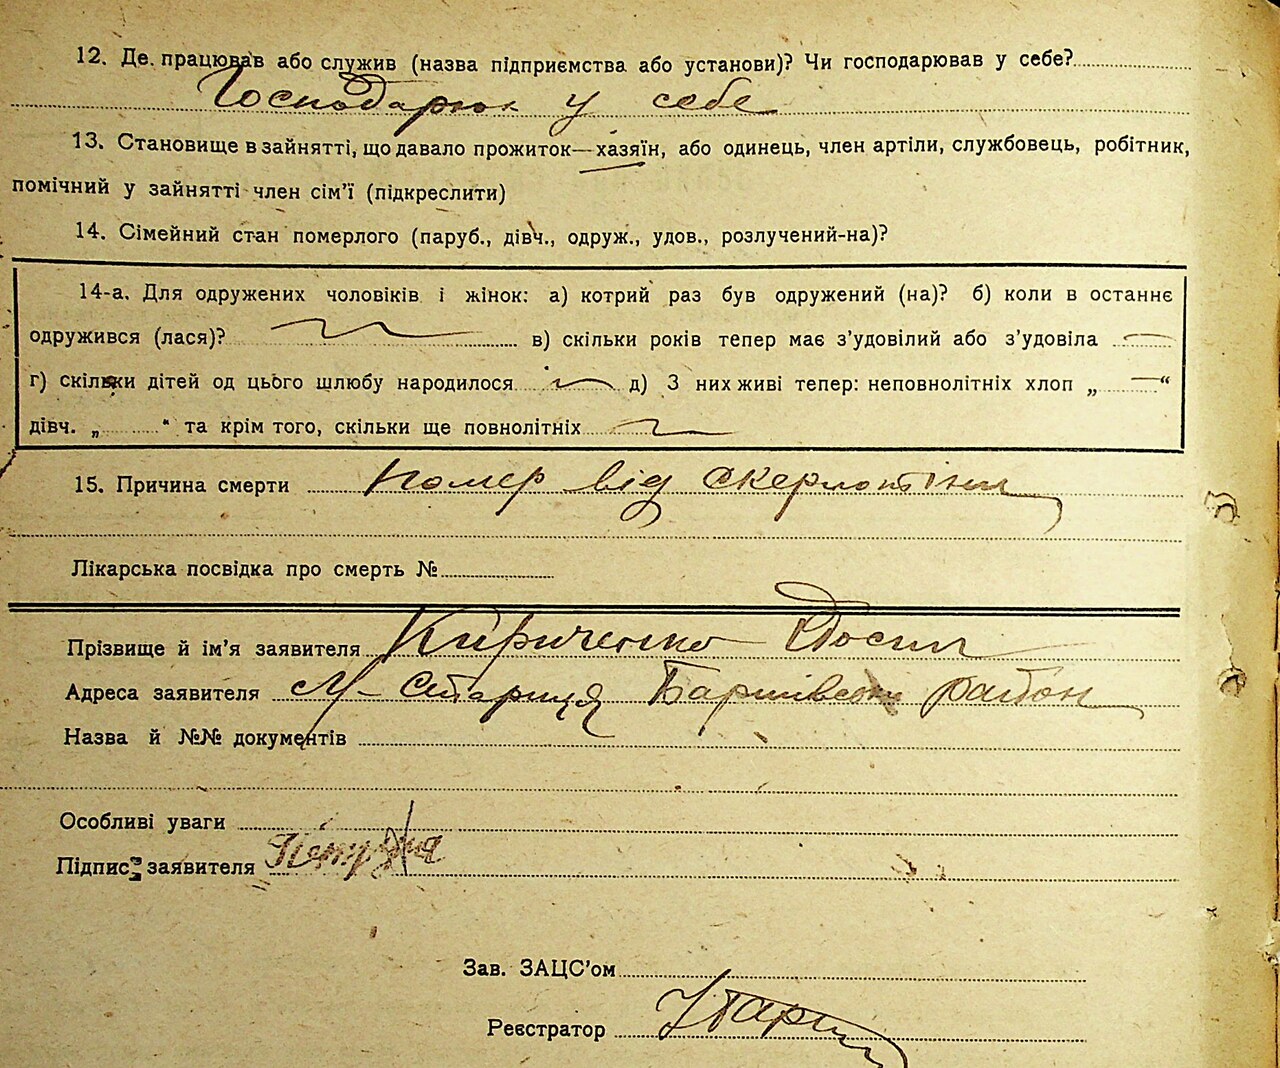 12. Де працював або служив (назва підприємства або установи)? Чи господарював у себе?
Господарюк у себе
13. Становище в зайнятті, що давало прожиток—хазяїн, або одинець, член артіли, службовець, робітник,
помічний у зайнятті член сім'ї (підкреслити)
14. Сімейний стан померлого (паруб., дівч., одруж., удов., розлучений-на)?
14-а. Для одружених чоловіків і жінок: а) котрий раз був одружений (на)? б) коли в останнє
одружився (лася)? в) скільки років тепер має з'удовілий або з'удовіла
г) скільки дітей од цього шлюбу народилося д) З них живі тепер: неповнолітніх хлоп „ “
дівч. „ “ та крім того, скільки ще повнолітніх
15. Причина смерти Помер від скерлотіни
Лікарська посвідка про смерть №
Прізвище й ім'я заявителя Кириченко Йосип
Адреса заявителя М-Стариця район
Назва й №№ документів
Особливі уваги
Підпис заявителя
Зав. ЗАЦС'ом
Реєстратор